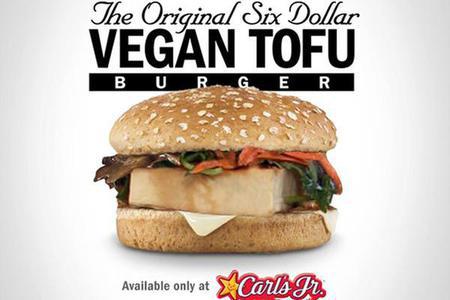 The Original Six Dollar
VEGAN TOFU
BURGER
Available only at Carl's Jr.